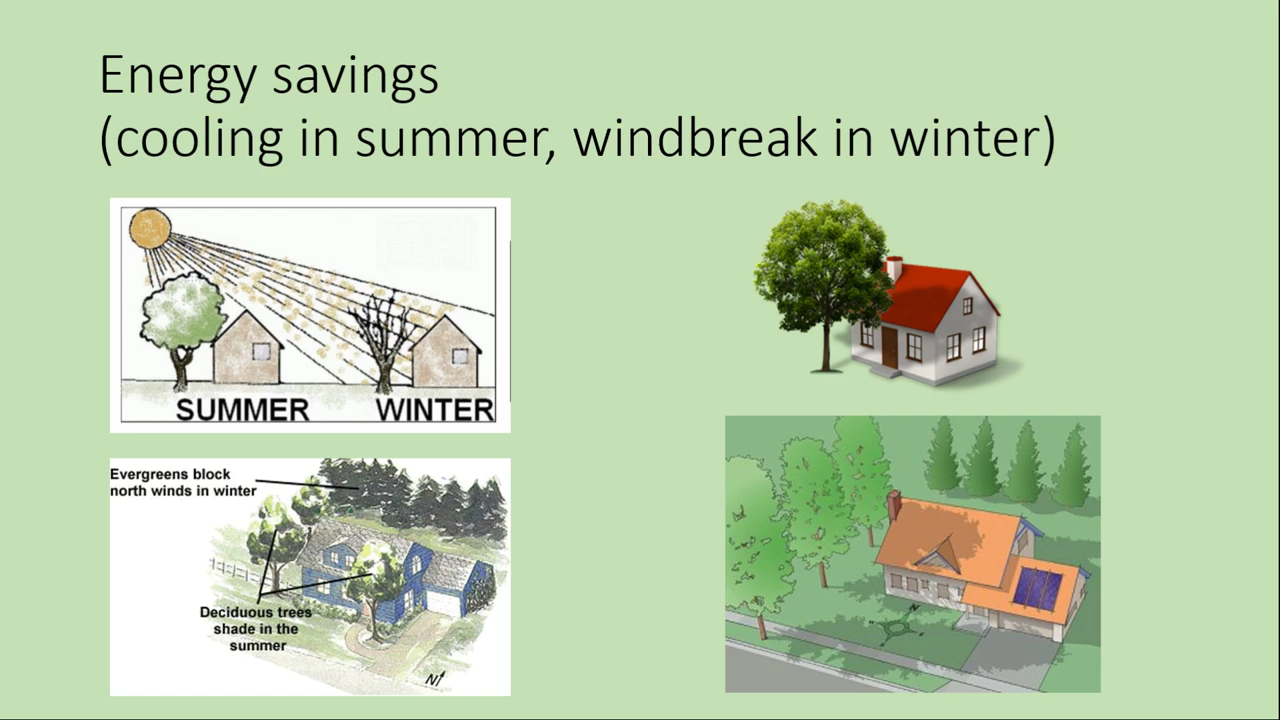 Energy savings
(cooling in summer, windbreak in winter)
SUMMER
WINTER
Evergreens block
north winds in winter
Deciduous trees
shade in the
summer
N
N